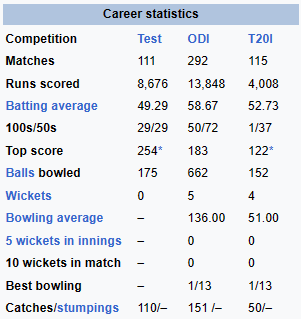 Career statistics
Competition Test ODI T20I
Matches 111 292 115
Runs scored 8,676 13,848 4,008
Batting average 49.29 58.67 52.73
100s/50s 29/29 50/72 1/37
Top score 254* 183 122*
Balls bowled 175 662 152
Wickets 0 5 4
Bowling average – 136.00 51.00
5 wickets in innings – 0 0
10 wickets in match – 0 0
Best bowling – 1/13 1/13
Catches/stumpings 110/– 151 /– 50/–